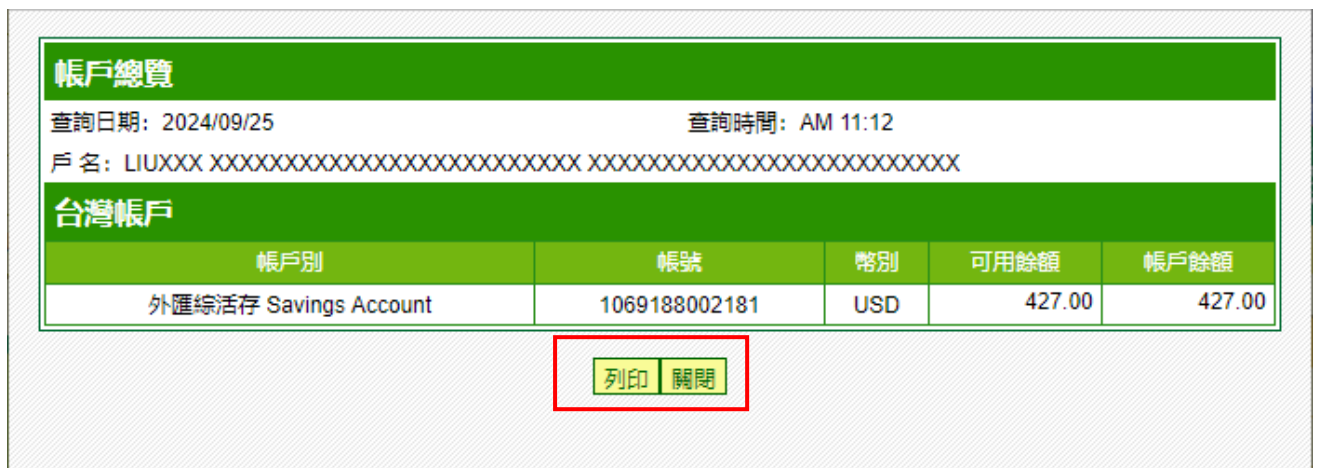 帳戶總覽
查詢日期：2024/09/25 查詢時間：AM 11:12
戶 名：LIUXXX XXXXXXXXXXXXXXXXXXXXXXXXXX XXXXXXXXXXXXXXXXXXXXXXXXX
台灣帳戶
帳戶別 帳號 幣別 可用餘額 帳戶餘額
外匯綜活存 Savings Account 1069188002181 USD 427.00 427.00
列印 關閉